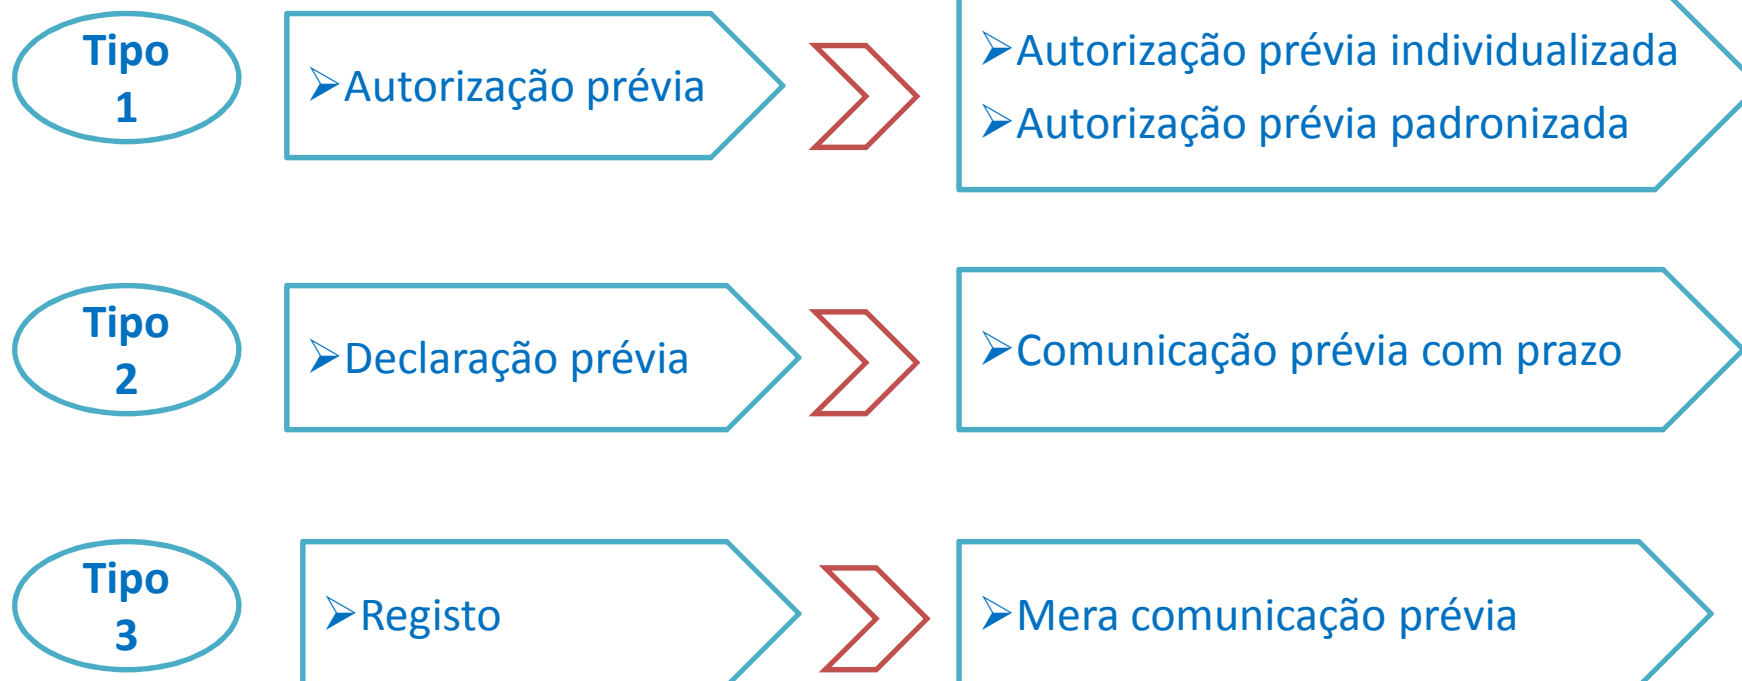 Tipo
1
➢Autorização prévia
➢Autorização prévia individualizada
➢Autorização prévia padronizada
Tipo
2
➢Declaração prévia
➢Comunicação prévia com prazo
Tipo
3
➢Registo
➢Mera comunicação prévia